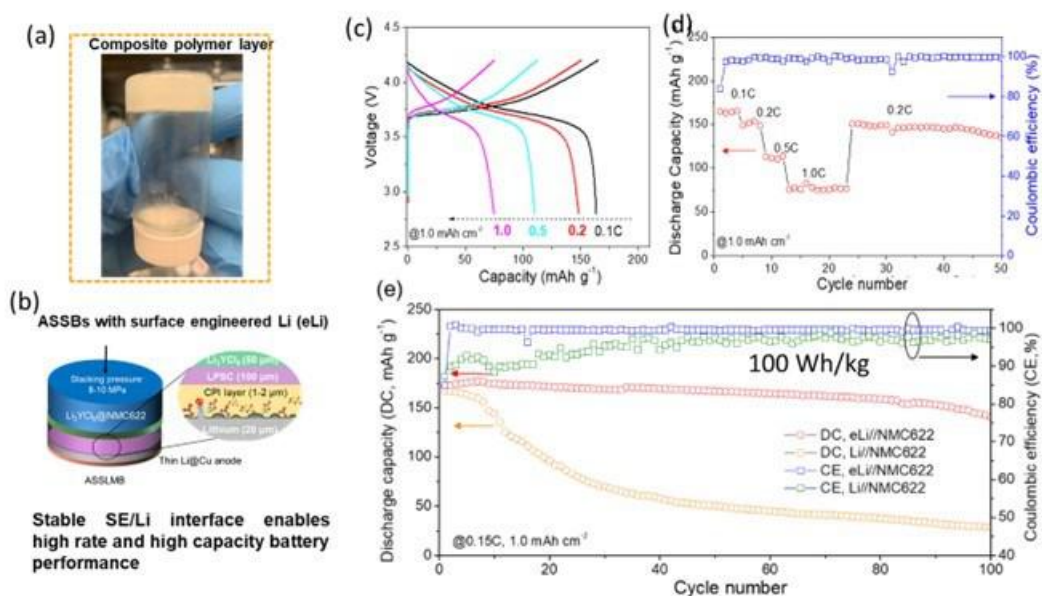 (a)
Composite polymer layer
(b)
ASSBs with surface engineered Li (eLi)
Stacking pressure:
8-10 MPa
Li₃YCl₆@NMC622
Li₃YCl₆ (50 μm)
LPSC (100 μm)
CPI layer (1-2 μm)
Lithium (20 μm)
Thin Li@Cu anode
ASSLMB
Stable SE/Li interface enables
high rate and high capacity battery
performance
(c)
Voltage (V)
4.5
4.0
3.5
3.0
2.5
@1.0 mAh cm⁻²
1.0
0.5
0.2
0.1C
0
50
100
150
200
Capacity (mAh g⁻¹)
(d)
Discharge Capacity (mAh g⁻¹)
250
200
150
100
50
0
0.1C
0.2C
0.5C
1.0C
0.2C
@1.0 mAh cm⁻²
0
10
20
30
40
50
Cycle number
100
80
60
40
20
0
Coulombic efficiency (%)
(e)
Discharge capacity (DC, mAh g⁻¹)
250
200
150
100
50
0
100 Wh/kg
DC, eLi//NMC622
DC, Li//NMC622
CE, eLi//NMC622
CE, Li//NMC622
@0.15C, 1.0 mAh cm⁻²
0
20
40
60
80
100
Cycle number
100
90
80
70
60
50
40
Coulombic efficiency (CE,%)